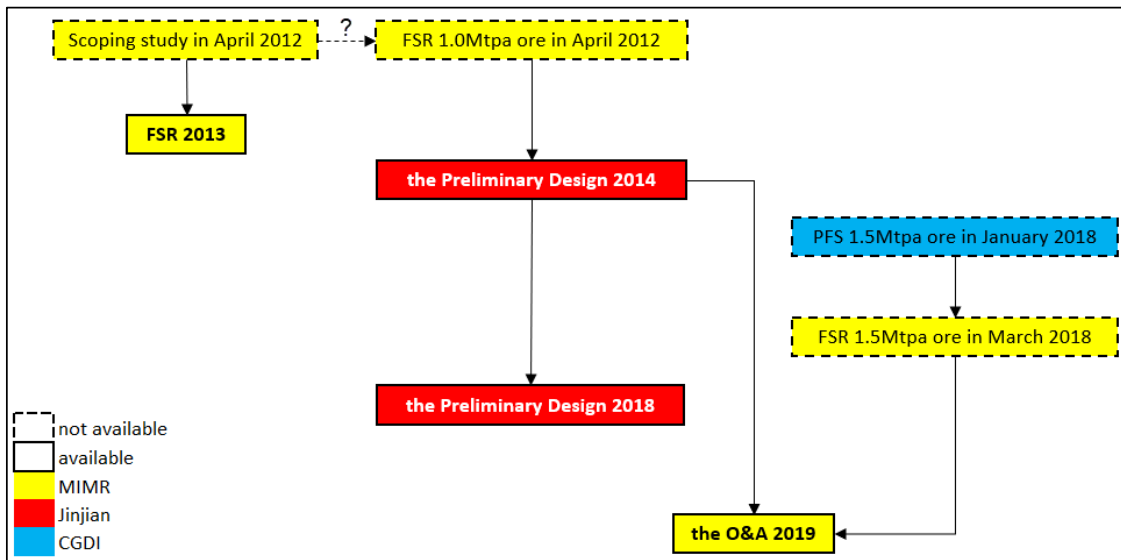 Scoping study in April 2012
?
FSR 1.0Mtpa ore in April 2012
FSR 2013
the Preliminary Design 2014
PFS 1.5Mtpa ore in January 2018
FSR 1.5Mtpa ore in March 2018
the Preliminary Design 2018
not available
available
MIMR
Jinjian
CGDI
the O&A 2019